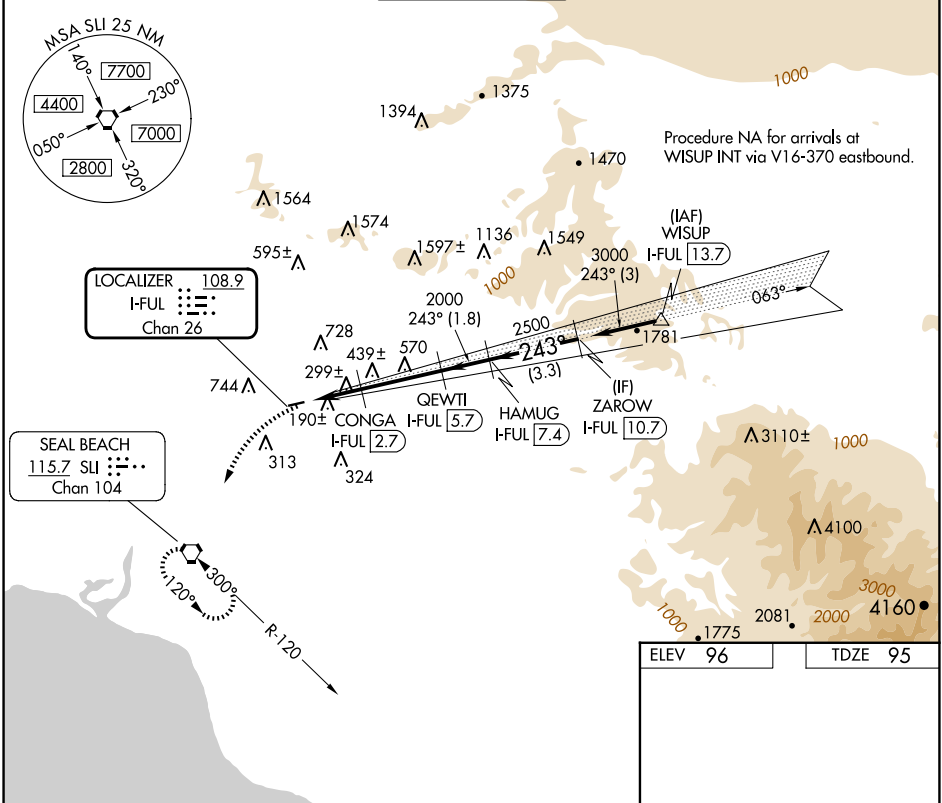 MSA SLI 25 NM
140°
7700
230°
4400
7000
050°
2800
320°
1394
1375
1000
Procedure NA for arrivals at
WISUP INT via V16-370 eastbound.
1470
1564
1574
595±
1597±
1136
1549
1000
(IAF)
WISUP
I-FUL 13.7
3000
243° (3)
063°
LOCALIZER 108.9
I-FUL
Chan 26
2000
243° (1.8)
2500
243°
(3.3)
1781
728
439±
570
299±
744
190±
CONGA
I-FUL 2.7
QEWTI
I-FUL 5.7
HAMUG
I-FUL 7.4
(IF)
ZAROW
I-FUL 10.7
313
324
3110±
1000
SEAL BEACH
115.7 SLI
Chan 104
4100
300°
120°
R-120
3000
4160
1000
1775
2081
2000
ELEV 96
TDZE 95